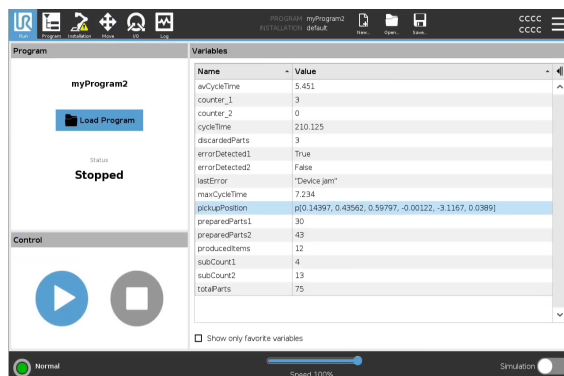 UR
Run
Program
Installation
Move
I/O
Log
PROGRAM myProgram2
INSTALLATION default
New...
Open...
Save...
CCCC
CCCC
Program
myProgram2
Load Program
Status
Stopped
Control
Variables
Name Value
avCycleTime 5.451
counter_1 3
counter_2 0
cycleTime 210.125
discardedParts 3
errorDetected1 True
errorDetected2 False
lastError "Device jam"
maxCycleTime 7.234
pickupPosition p[0.14397, 0.43562, 0.59797, -0.00122, -3.1167, 0.0389]
preparedParts1 30
preparedParts2 43
producedItems 12
subCount1 4
subCount2 13
totalParts 75
Show only favorite variables
Normal
Speed 100%
Simulation